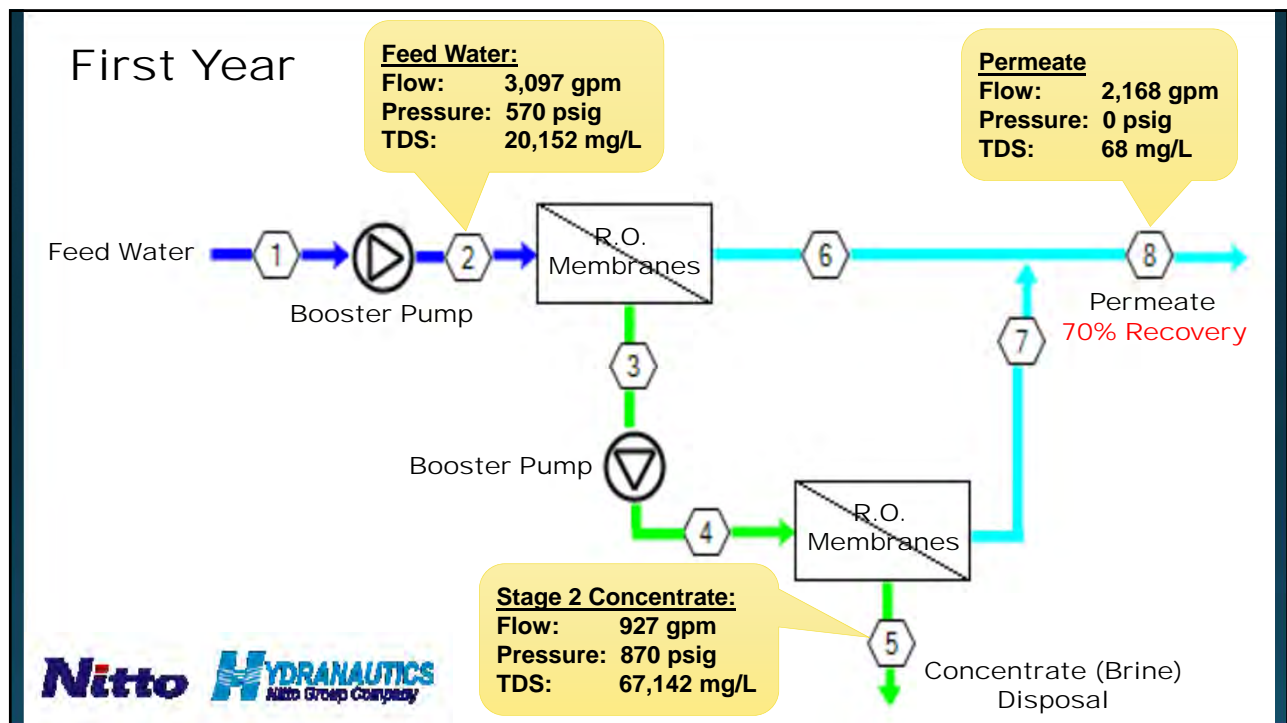 First Year
Feed Water:
Flow: 3,097 gpm
Pressure: 570 psig
TDS: 20,152 mg/L
Permeate
Flow: 2,168 gpm
Pressure: 0 psig
TDS: 68 mg/L
Feed Water
1
Booster Pump
2
R.O.
Membranes
6
8
Permeate
70% Recovery
3
7
Booster Pump
4
R.O.
Membranes
Stage 2 Concentrate:
Flow: 927 gpm
Pressure: 870 psig
TDS: 67,142 mg/L
5
Concentrate (Brine)
Disposal
Nitto
HYDRANAUTICS
Nitto Group Company